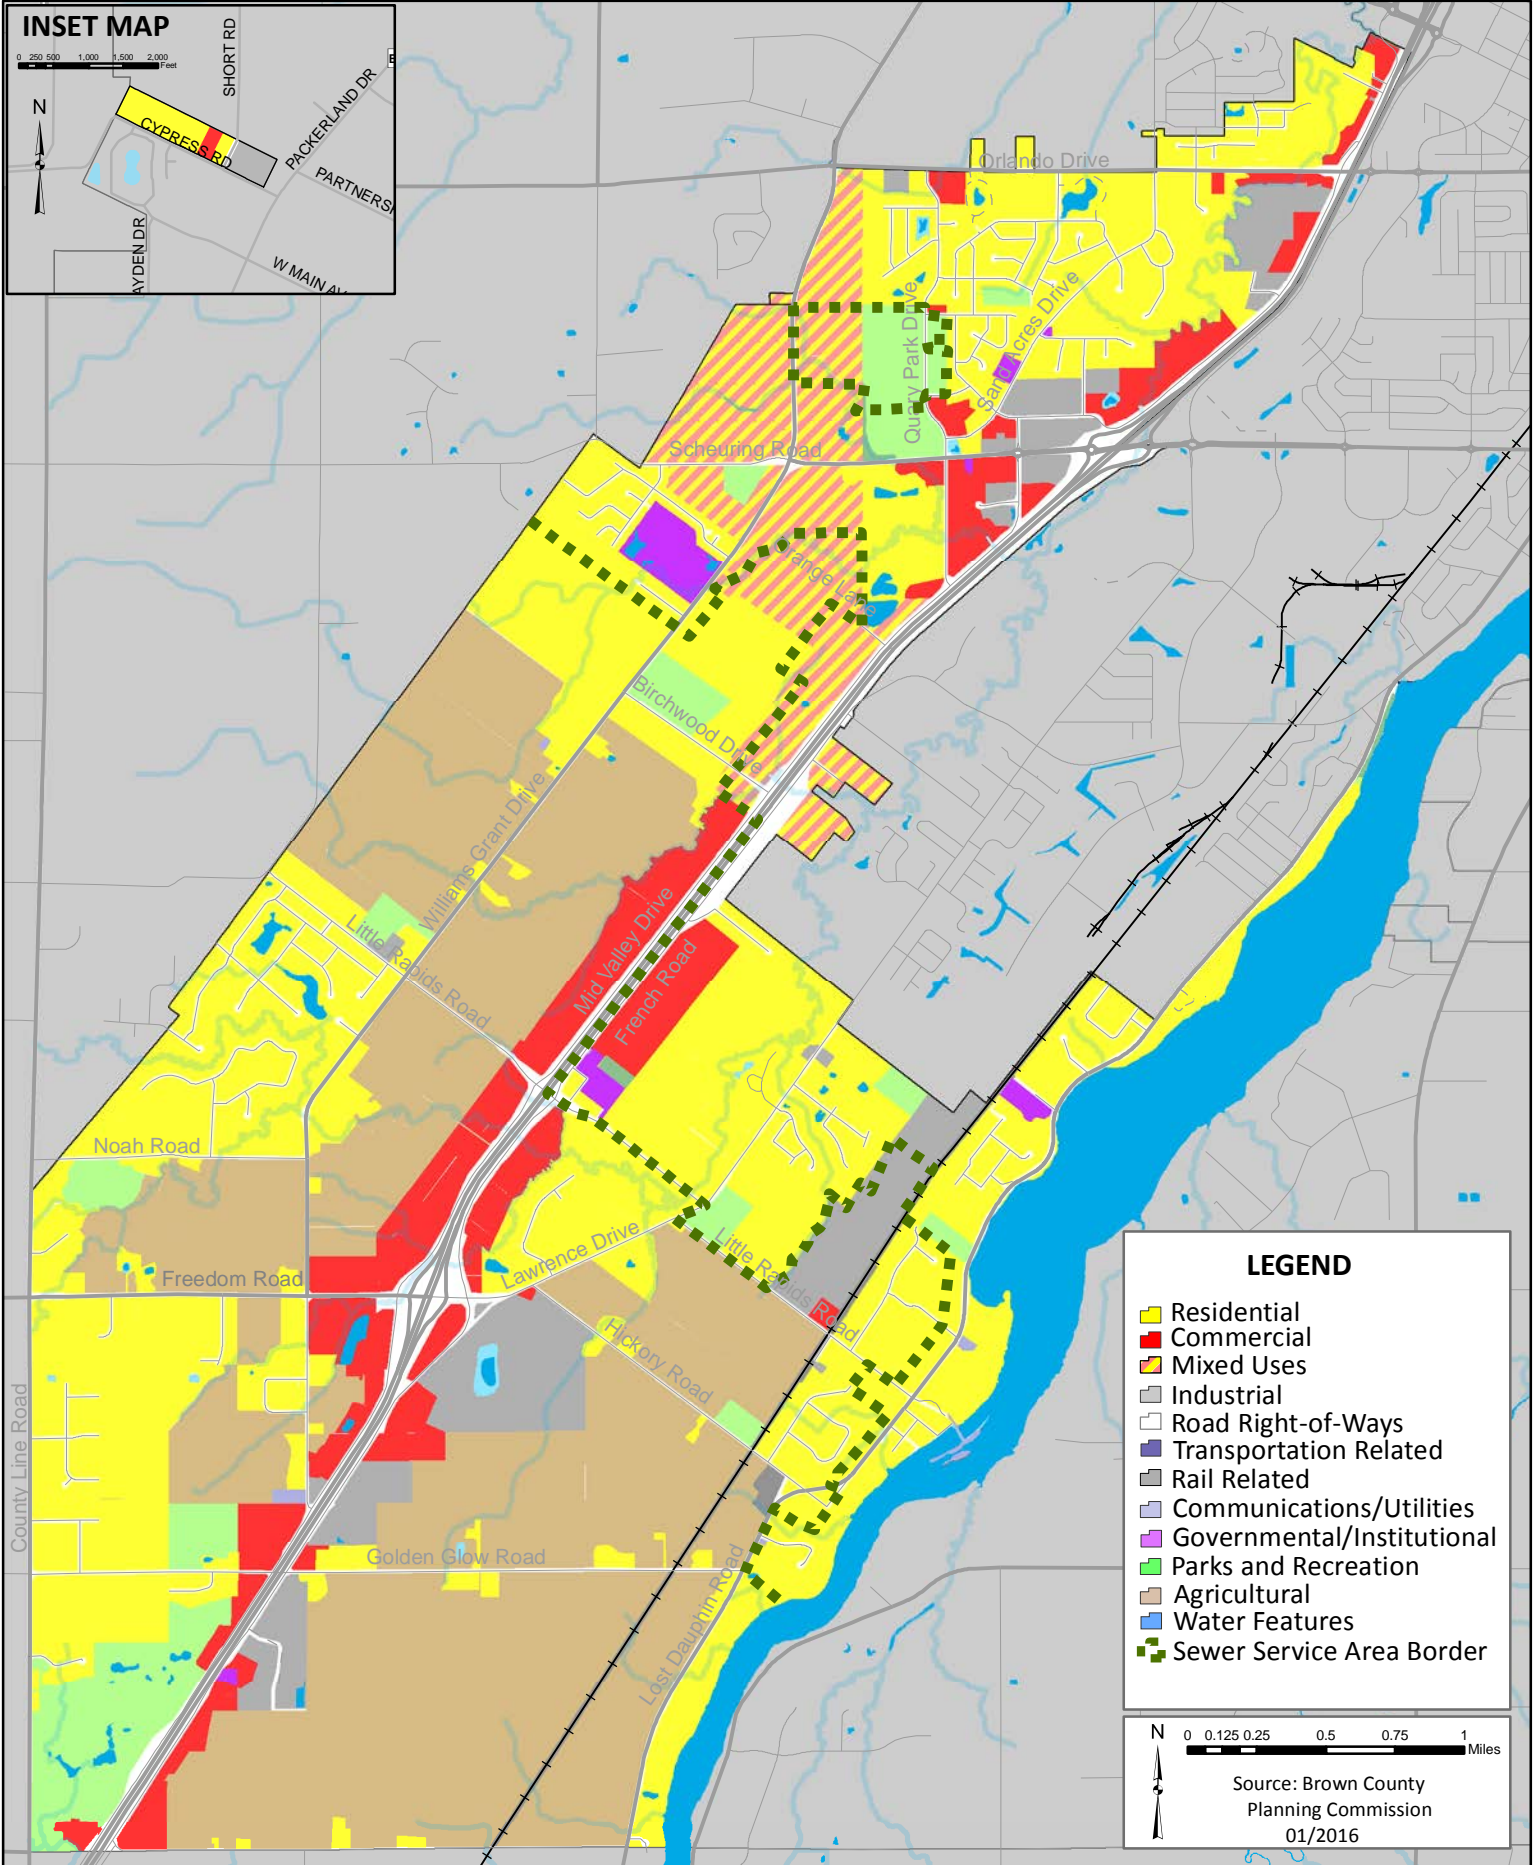 INSET MAP
0 250 500 1,000 1,500 2,000
Feet
N
SHORT RD
CYPRESS RD
PACKERLAND DR
PARTNERS
AYDEN DR
W MAIN AV
Orlando Drive
Quarry Park Drive
Sand Acres Drive
Scheuring Road
Orange Lane
Birchwood Drive
Williams Grant Drive
Little Rapids Road
Mid Valley Drive
French Road
Noah Road
Freedom Road
Lawrence Drive
Little Rapids Road
Hickory Road
County Line Road
Golden Glow Road
Lost Dauphin Road
LEGEND
Residential
Commercial
Mixed Uses
Industrial
Road Right-of-Ways
Transportation Related
Rail Related
Communications/Utilities
Governmental/Institutional
Parks and Recreation
Agricultural
Water Features
Sewer Service Area Border
N
0 0.125 0.25 0.5 0.75 1
Miles
Source: Brown County
Planning Commission
01/2016